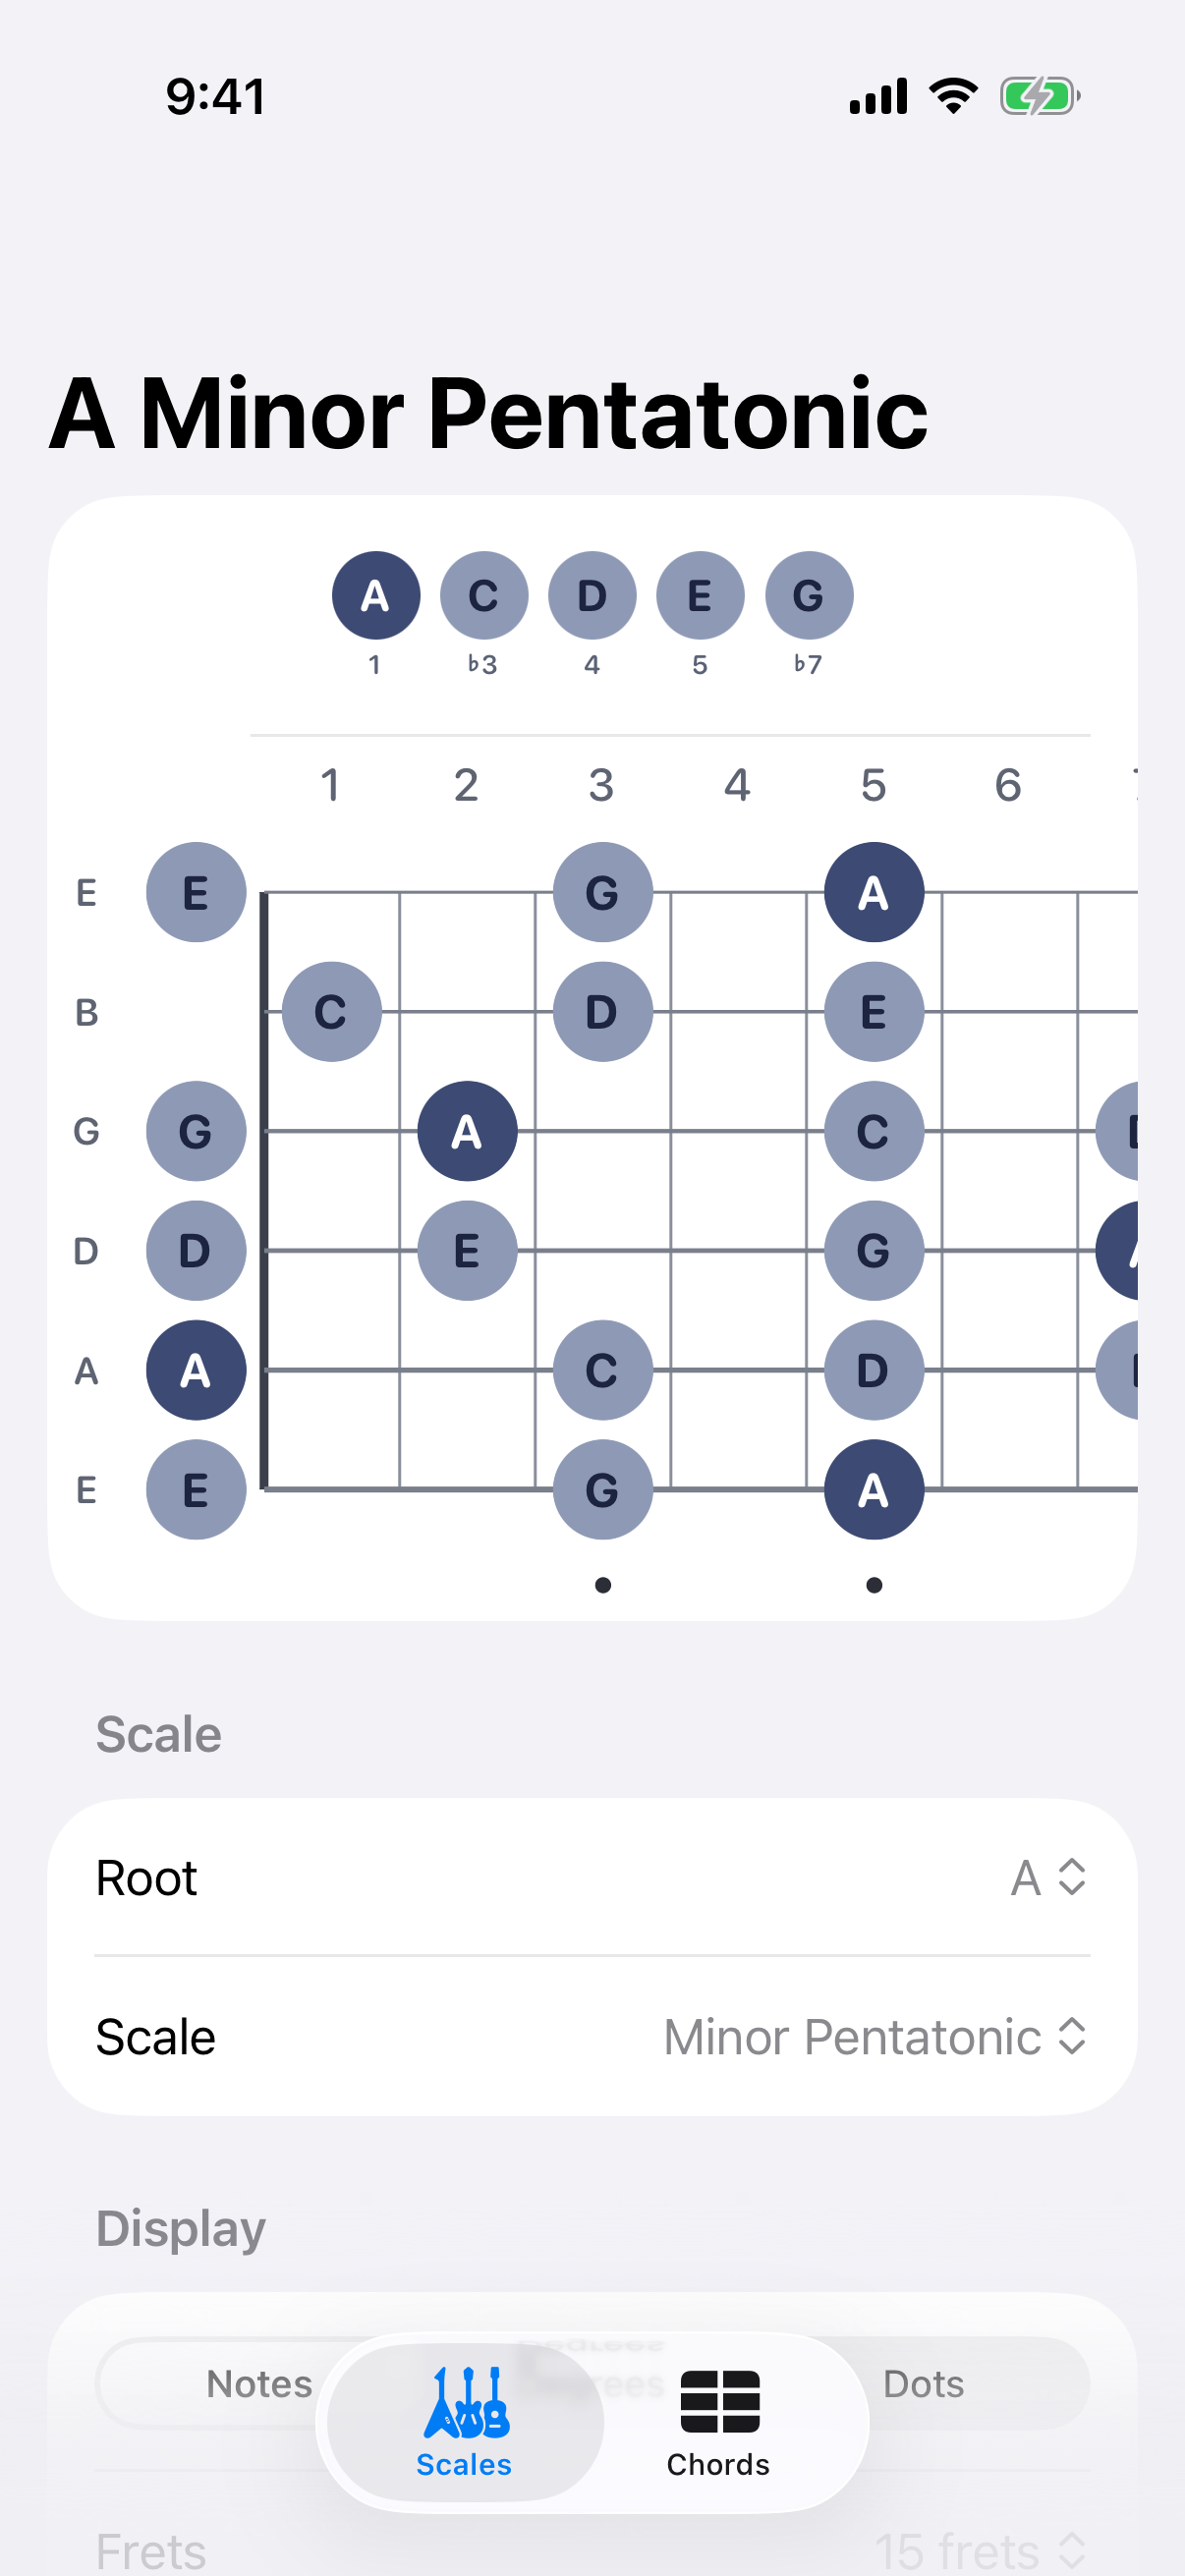 9:41
A Minor Pentatonic
A C D E G
1 ♭3 4 5 ♭7
1 2 3 4 5 6
E E G A
B C D E
G G A C
D D E G
A A C D
E E G A
Scale
Root A
Scale Minor Pentatonic
Display
Notes Dots
Scales Chords
Frets 15 frets